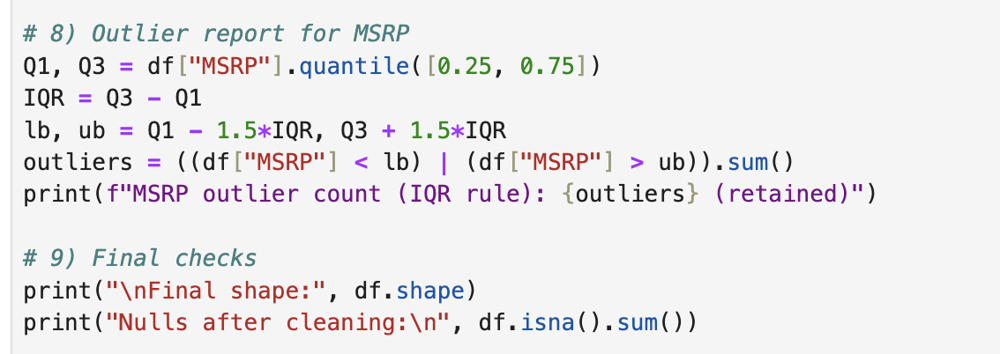 # 8) Outlier report for MSRP
Q1, Q3 = df["MSRP"].quantile([0.25, 0.75])
IQR = Q3 - Q1
lb, ub = Q1 - 1.5*IQR, Q3 + 1.5*IQR
outliers = ((df["MSRP"] < lb) | (df["MSRP"] > ub)).sum()
print(f"MSRP outlier count (IQR rule): {outliers} (retained)")
# 9) Final checks
print("\nFinal shape:", df.shape)
print("Nulls after cleaning:\n", df.isna().sum())